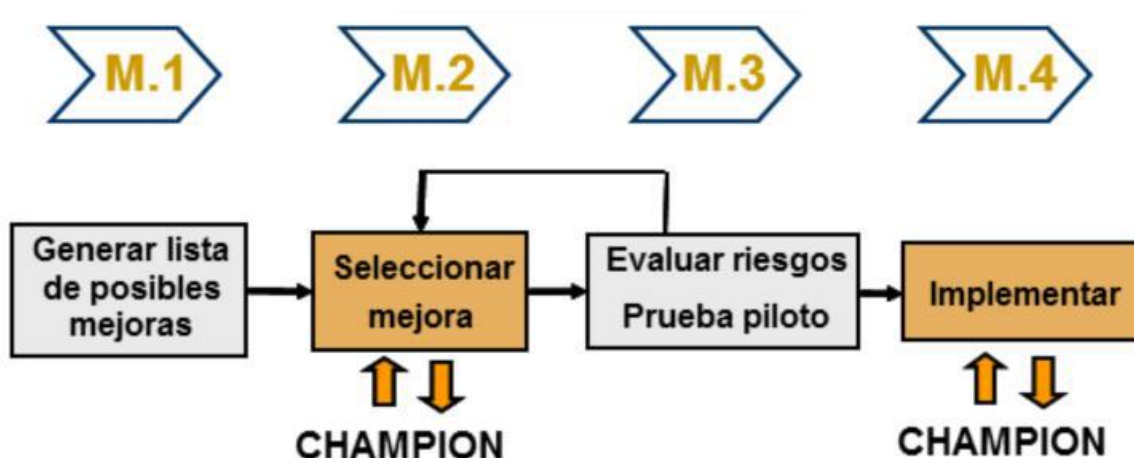 M.1
M.2
M.3
M.4
Generar lista
de posibles
mejoras
Seleccionar
mejora
Evaluar riesgos
Prueba piloto
Implementar
CHAMPION
CHAMPION